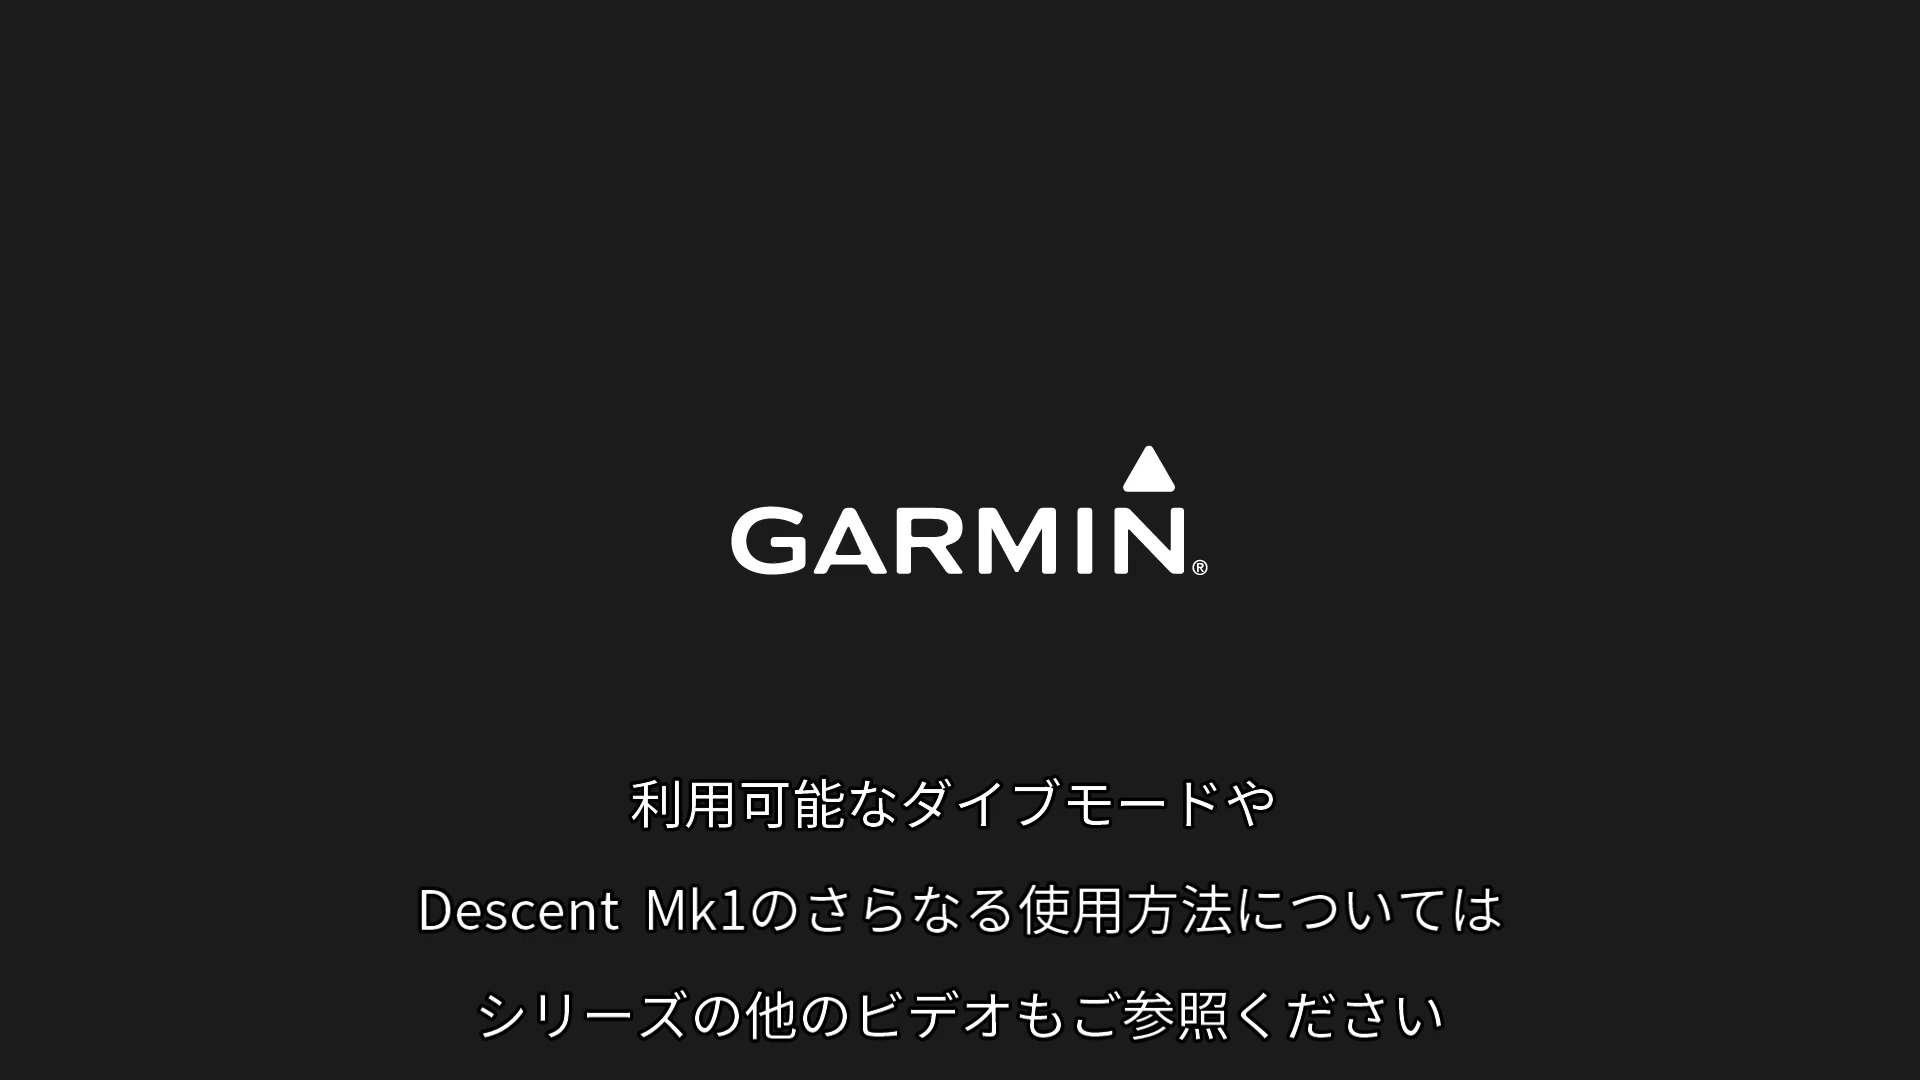 GARMIN®
利用可能なダイブモードや
Descent Mk1のさらなる使用方法については
シリーズの他のビデオもご参照ください